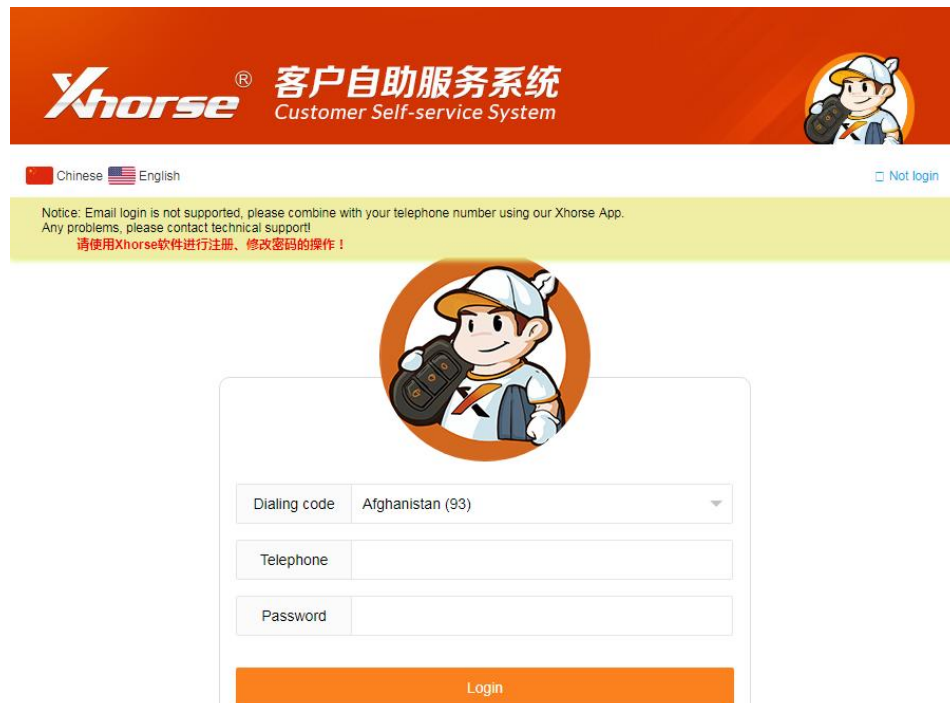 Xhorse® 客户自助服务系统
Customer Self-service System
Chinese English
Not login
Notice: Email login is not supported, please combine with your telephone number using our Xhorse App.
Any problems, please contact technical support!
请使用Xhorse软件进行注册、修改密码的操作！
Dialing code Afghanistan (93)
Telephone
Password
Login